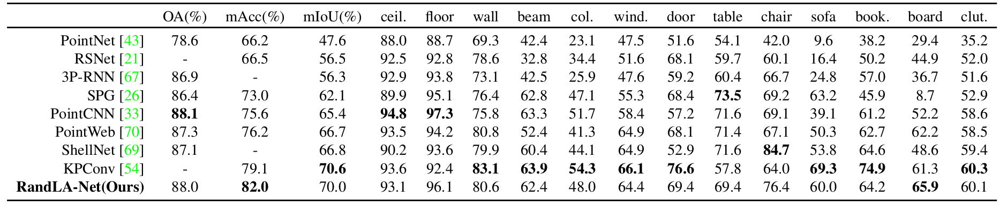 OA(%) mAcc(%) mIoU(%) ceil. floor wall beam col. wind. door table chair sofa book. board clut.
PointNet [43] 78.6 66.2 47.6 88.0 88.7 69.3 42.4 23.1 47.5 51.6 54.1 42.0 9.6 38.2 29.4 35.2
RSNet [21] - 66.5 56.5 92.5 92.8 78.6 32.8 34.4 51.6 68.1 59.7 60.1 16.4 50.2 44.9 52.0
3P-RNN [67] 86.9 - 56.3 92.9 93.8 73.1 42.5 25.9 47.6 59.2 60.4 66.7 24.8 57.0 36.7 51.6
SPG [26] 86.4 73.0 62.1 89.9 95.1 76.4 62.8 47.1 55.3 68.4 73.5 69.2 63.2 45.9 8.7 52.9
PointCNN [33] 88.1 75.6 65.4 94.8 97.3 75.8 63.3 51.7 58.4 57.2 71.6 69.1 39.1 61.2 52.2 58.6
PointWeb [70] 87.3 76.2 66.7 93.5 94.2 80.8 52.4 41.3 64.9 68.1 71.4 67.1 50.3 62.7 62.2 58.5
ShellNet [69] 87.1 - 66.8 90.2 93.6 79.9 60.4 44.1 64.9 52.9 71.6 84.7 53.8 64.6 48.6 59.4
KPConv [54] - 79.1 70.6 93.6 92.4 83.1 63.9 54.3 66.1 76.6 57.8 64.0 69.3 74.9 61.3 60.3
RandLA-Net(Ours) 88.0 82.0 70.0 93.1 96.1 80.6 62.4 48.0 64.4 69.4 69.4 76.4 60.0 64.2 65.9 60.1